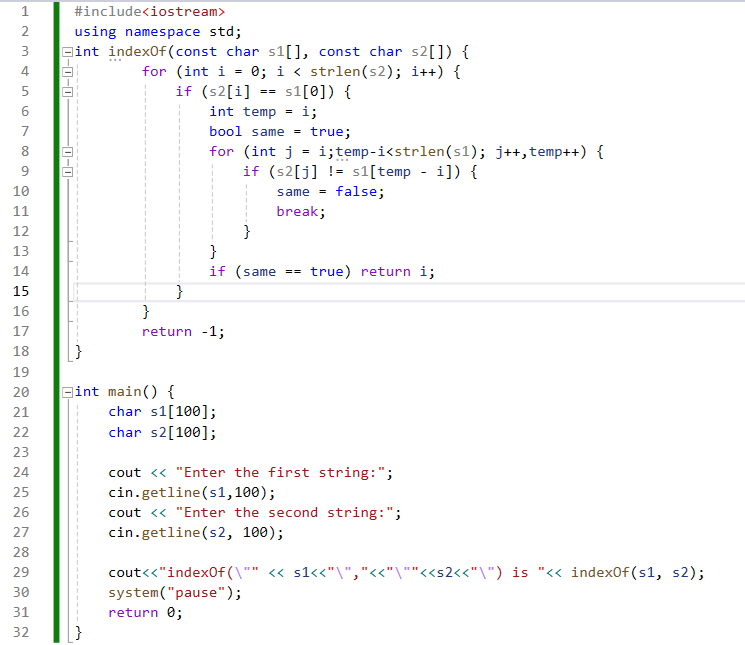 1 #include<iostream>
2 using namespace std;
3 int indexOf(const char s1[], const char s2[]) {
4         for (int i = 0; i < strlen(s2); i++) {
5             if (s2[i] == s1[0]) {
6                 int temp = i;
7                 bool same = true;
8                 for (int j = i;temp-i<strlen(s1); j++,temp++) {
9                     if (s2[j] != s1[temp - i]) {
10                         same = false;
11                         break;
12                     }
13                 }
14                 if (same == true) return i;
15             }
16         }
17         return -1;
18 }
19
20 int main() {
21     char s1[100];
22     char s2[100];
23
24     cout << "Enter the first string:";
25     cin.getline(s1,100);
26     cout << "Enter the second string:";
27     cin.getline(s2, 100);
28
29     cout<<"indexOf(\"" << s1<<"\","<<"\""<<s2<<"\") is "<< indexOf(s1, s2);
30     system("pause");
31     return 0;
32 }